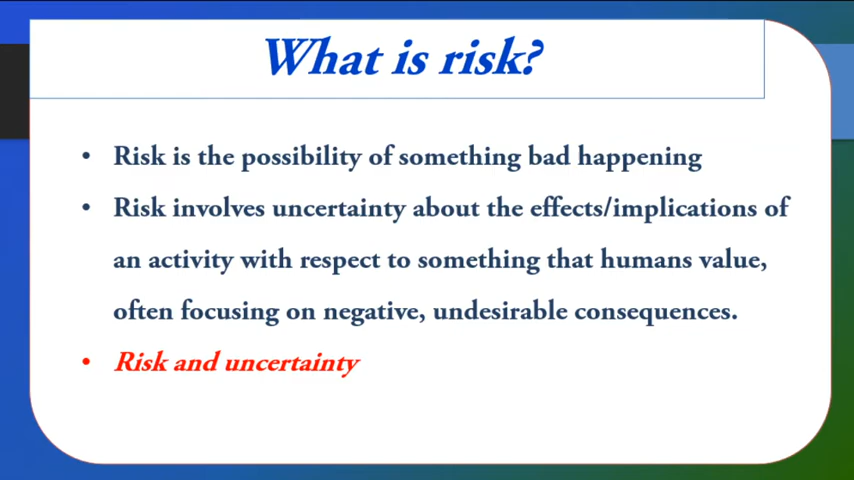 What is risk?
• Risk is the possibility of something bad happening
• Risk involves uncertainty about the effects/implications of
an activity with respect to something that humans value,
often focusing on negative, undesirable consequences.
• Risk and uncertainty